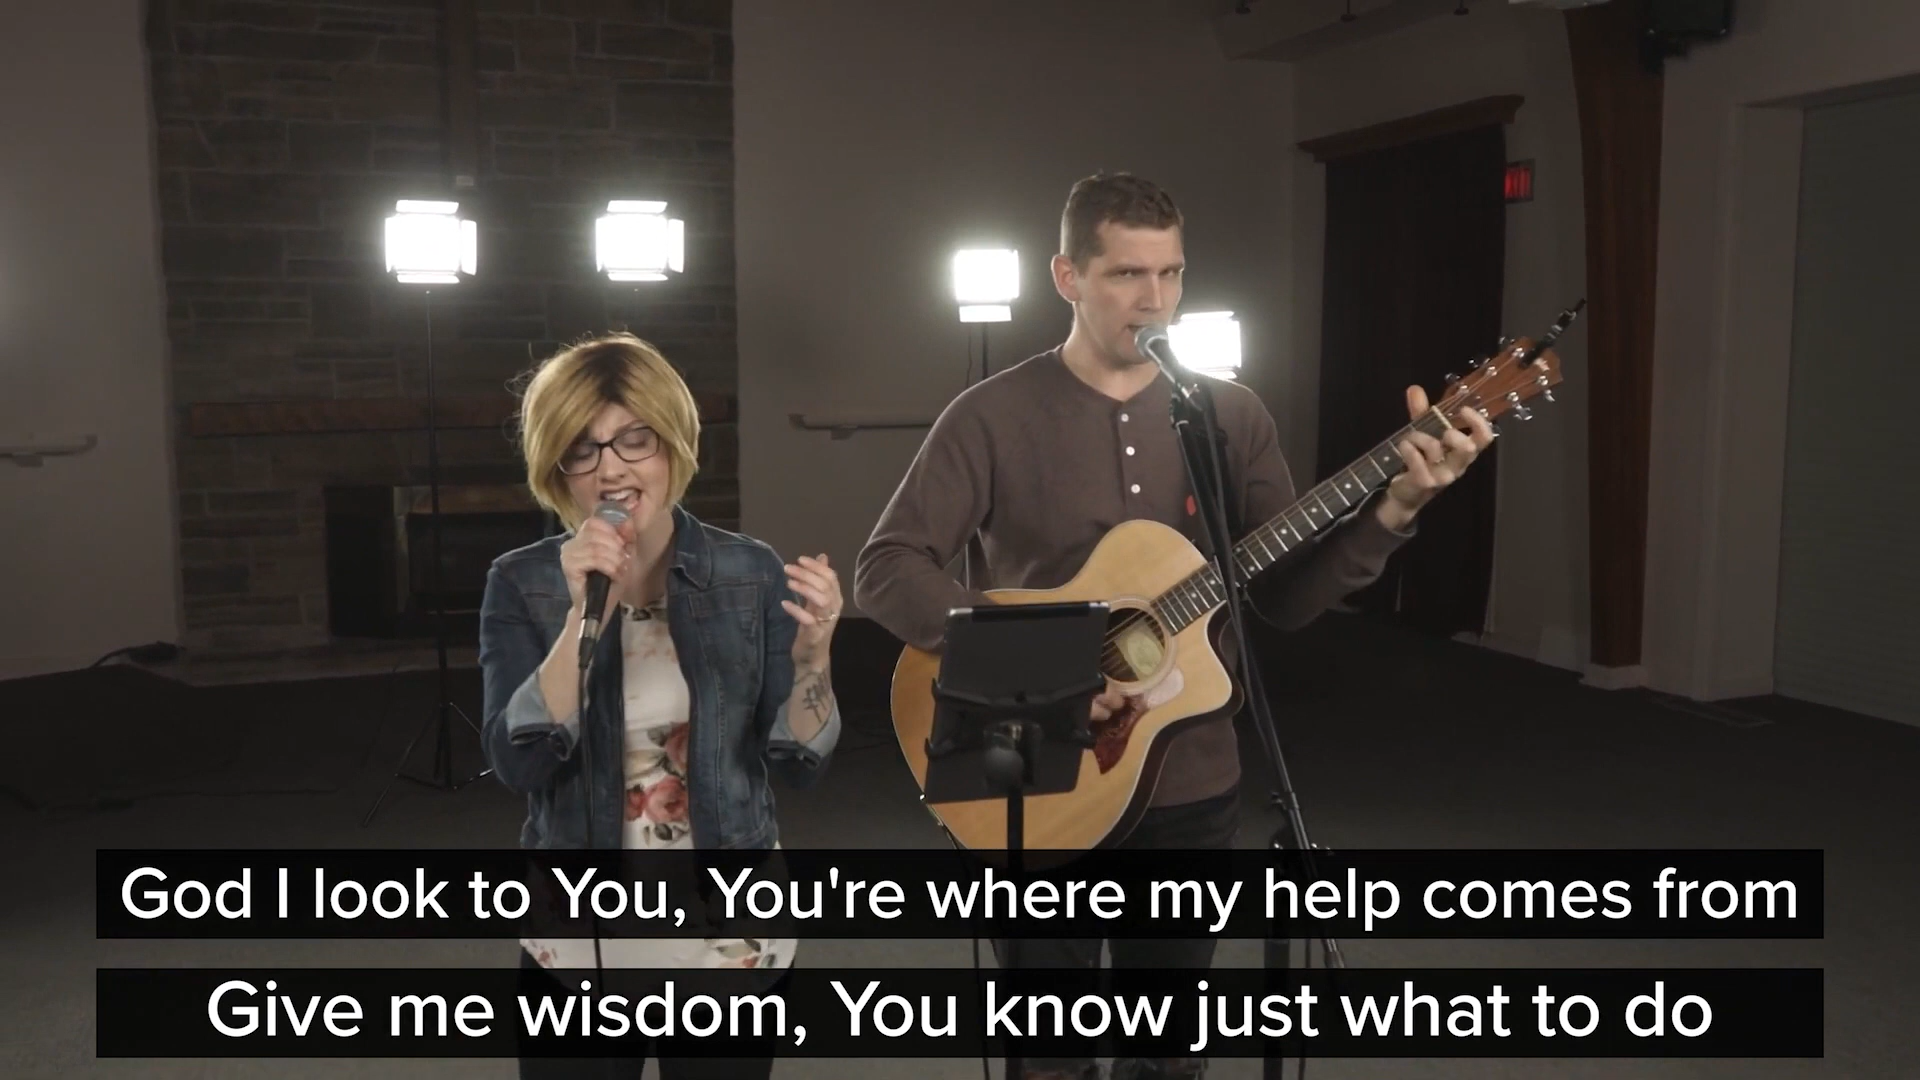 God I look to You, You're where my help comes from
Give me wisdom, You know just what to do